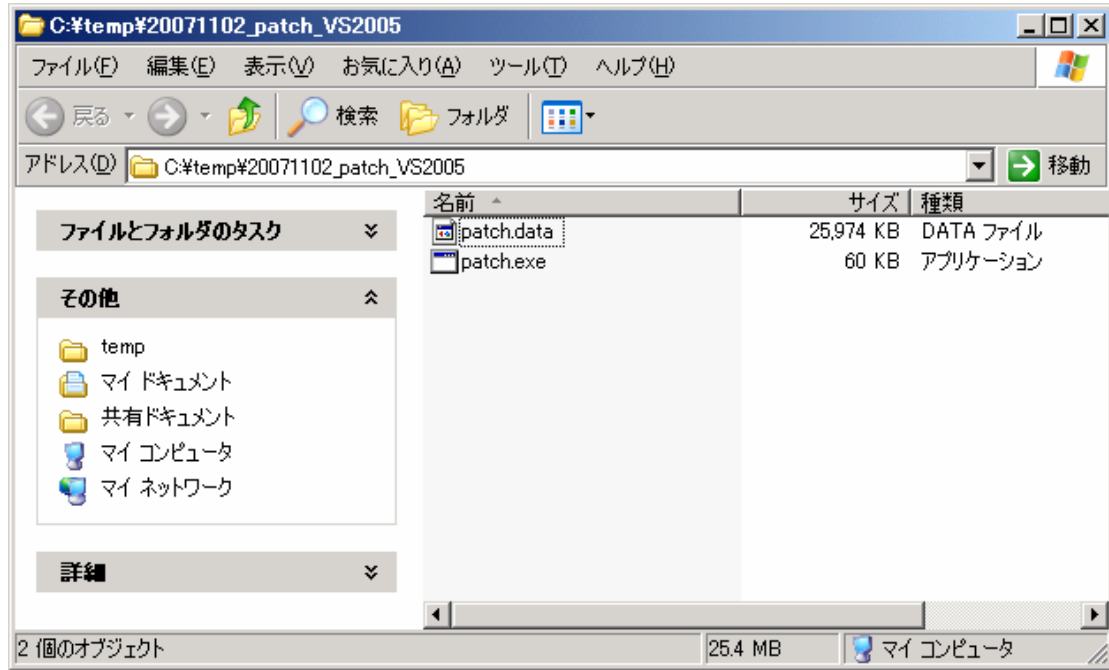 C:¥temp¥20071102_patch_VS2005
ファイル(F) 編集(E) 表示(V) お気に入り(A) ツール(T) ヘルプ(H)
戻る 検索 フォルダ
アドレス(D) C:¥temp¥20071102_patch_VS2005 移動
ファイルとフォルダのタスク
その他
temp
マイ ドキュメント
共有ドキュメント
マイ コンピュータ
マイ ネットワーク
詳細
名前 サイズ 種類
patch.data 25,974 KB DATA ファイル
patch.exe 60 KB アプリケーション
2 個のオブジェクト 25.4 MB マイ コンピュータ